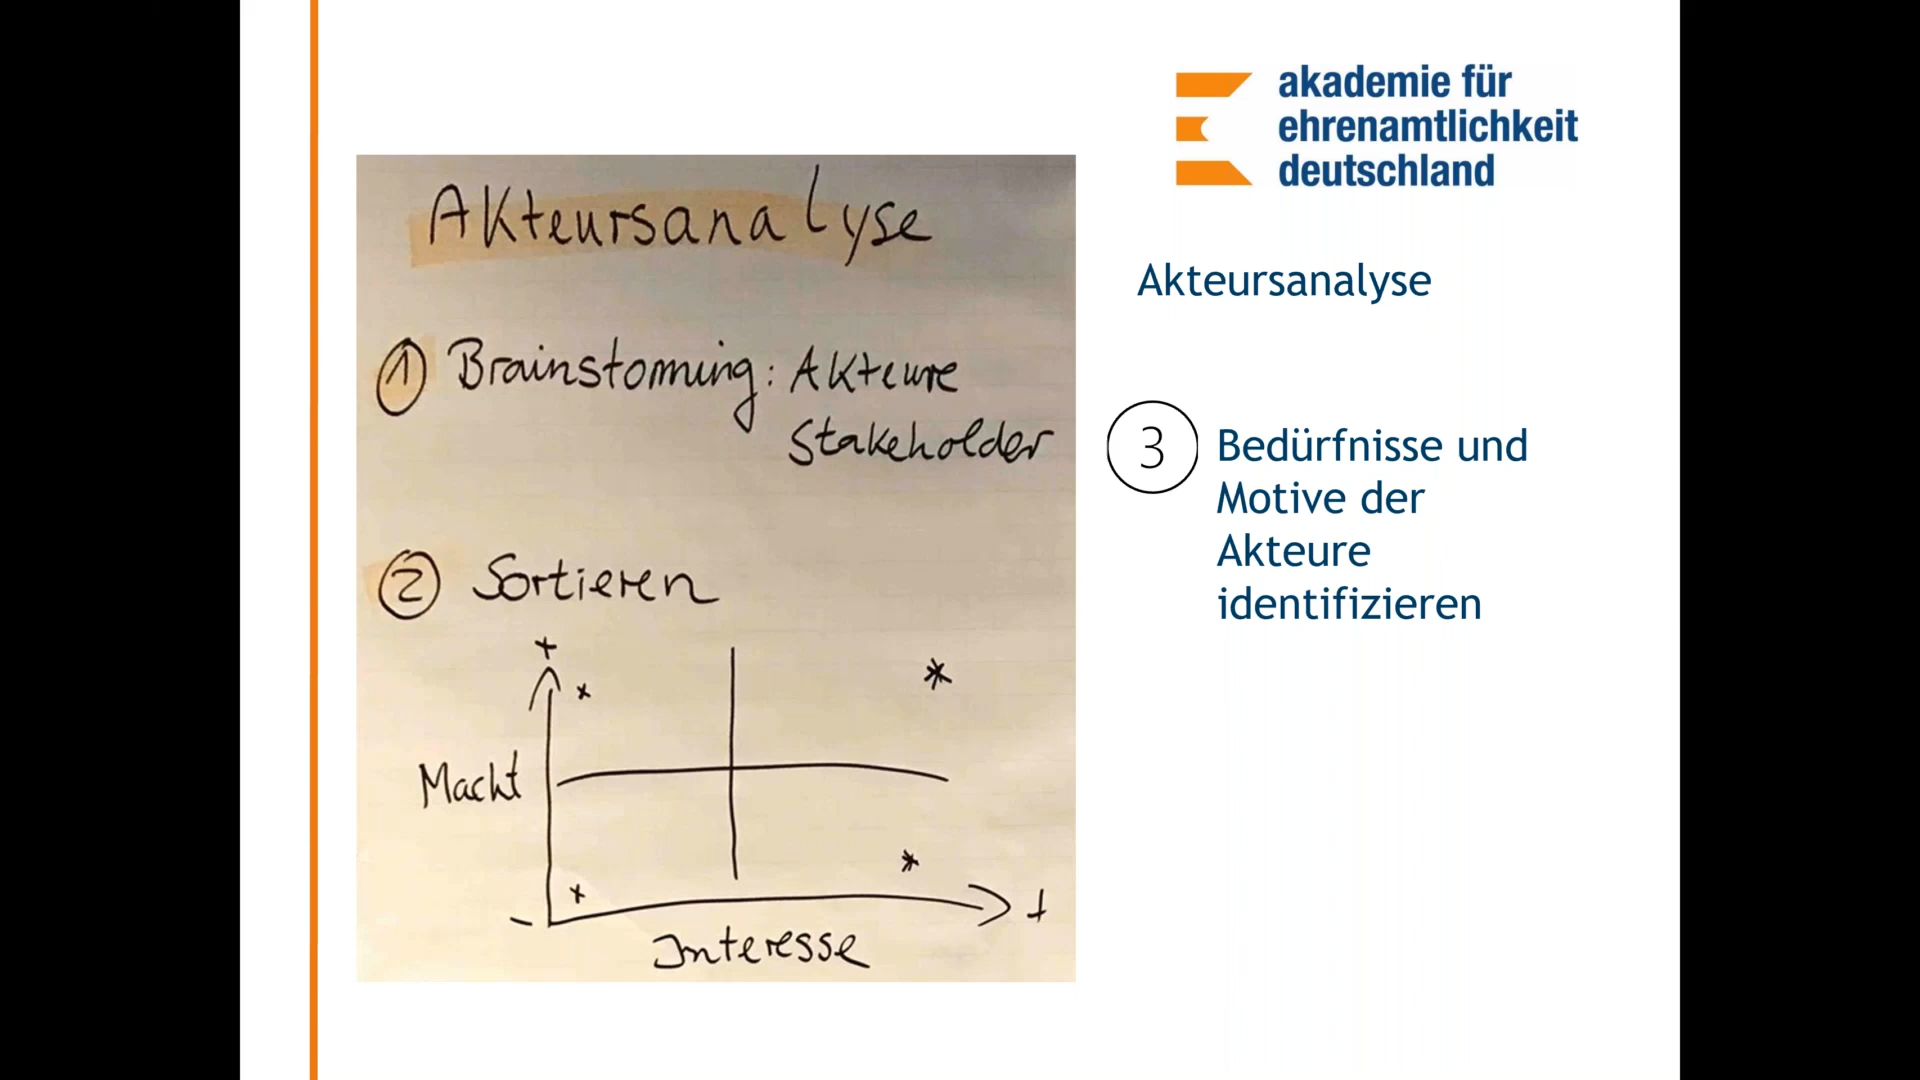 akademie für
ehrenamtlichkeit
deutschland
Akteursanalyse
1 Brainstorming: Akteure
Stakeholder
2 Sortieren
+
Macht
- +
Interesse
Akteursanalyse
3 Bedürfnisse und
Motive der
Akteure
identifizieren